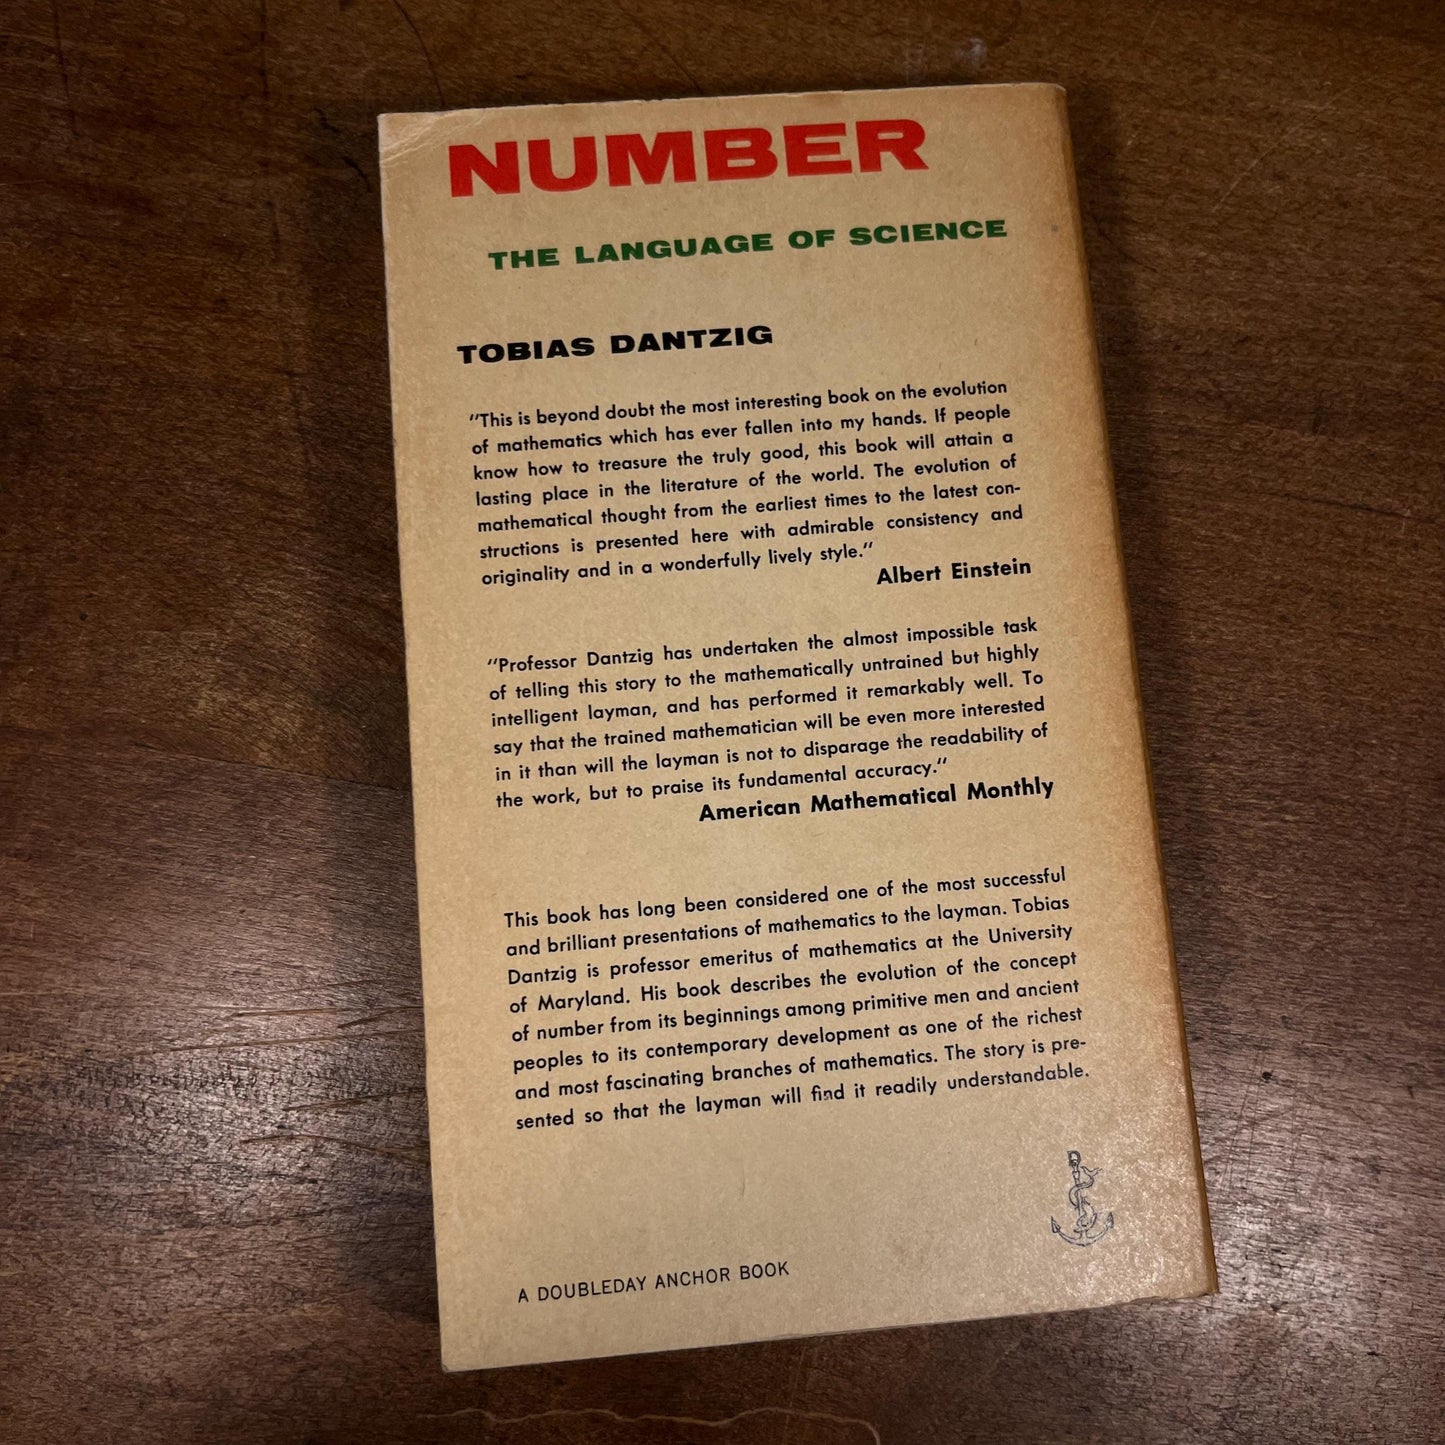 NUMBER
THE LANGUAGE OF SCIENCE
TOBIAS DANTZIG
"This is beyond doubt the most interesting book on the evolution
of mathematics which has ever fallen into my hands. If people
know how to treasure the truly good, this book will attain a
lasting place in the literature of the world. The evolution of
mathematical thought from the earliest times to the latest con-
structions is presented here with admirable consistency and
originality and in a wonderfully lively style."
Albert Einstein
"Professor Dantzig has undertaken the almost impossible task
of telling this story to the mathematically untrained but highly
intelligent layman, and has performed it remarkably well. To
say that the trained mathematician will be even more interested
in it than will the layman is not to disparage the readability of
the work, but to praise its fundamental accuracy."
American Mathematical Monthly
This book has long been considered one of the most successful
and brilliant presentations of mathematics to the layman. Tobias
Dantzig is professor emeritus of mathematics at the University
of Maryland. His book describes the evolution of the concept
of number from its beginnings among primitive men and ancient
peoples to its contemporary development as one of the richest
and most fascinating branches of mathematics. The story is pre-
sented so that the layman will find it readily understandable.
A DOUBLEDAY ANCHOR BOOK